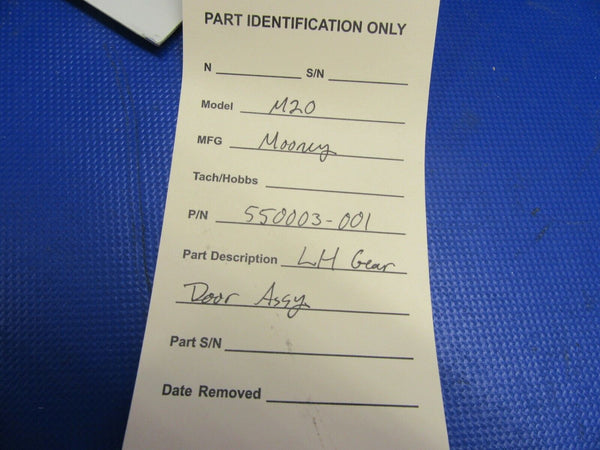 PART IDENTIFICATION ONLY
N S/N
Model M20
MFG Mooney
Tach/Hobbs
P/N 550003-001
Part Description LH Gear
Door Assy.
Part S/N
Date Removed